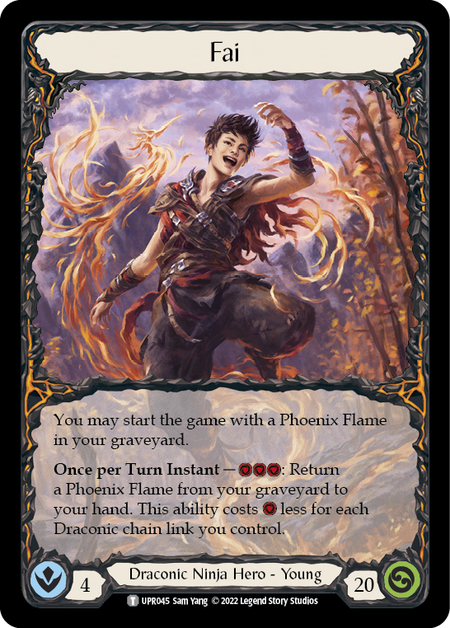 Fai
You may start the game with a Phoenix Flame
in your graveyard.
Once per Turn Instant — : Return
a Phoenix Flame from your graveyard to
your hand. This ability costs less for each
Draconic chain link you control.
4
Draconic Ninja Hero - Young
20
T UPR045 Sam Yang © 2022 Legend Story Studios